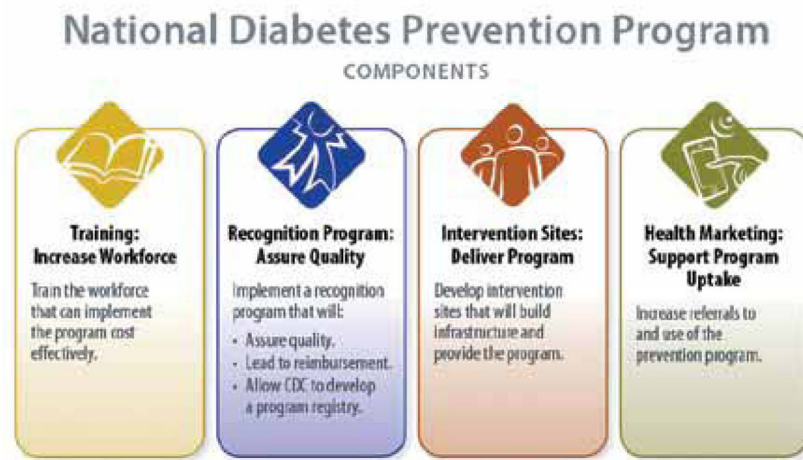 National Diabetes Prevention Program
COMPONENTS
Training:
Increase Workforce
Train the workforce
that can implement
the program cost
effectively.
Recognition Program:
Assure Quality
Implement a recognition
program that will:
• Assure quality.
• Lead to reimbursement.
• Allow CDC to develop
a program registry.
Intervention Sites:
Deliver Program
Develop intervention
sites that will build
infrastructure and
provide the program.
Health Marketing:
Support Program
Uptake
Increase referrals to
and use of the
prevention program.